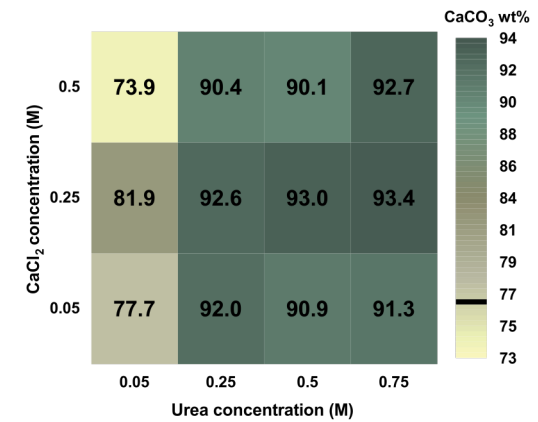 CaCO₃ wt%
94
92
90
88
86
84
81
79
77
75
73
CaCl₂ concentration (M)
0.5 73.9 90.4 90.1 92.7
0.25 81.9 92.6 93.0 93.4
0.05 77.7 92.0 90.9 91.3
0.05 0.25 0.5 0.75
Urea concentration (M)